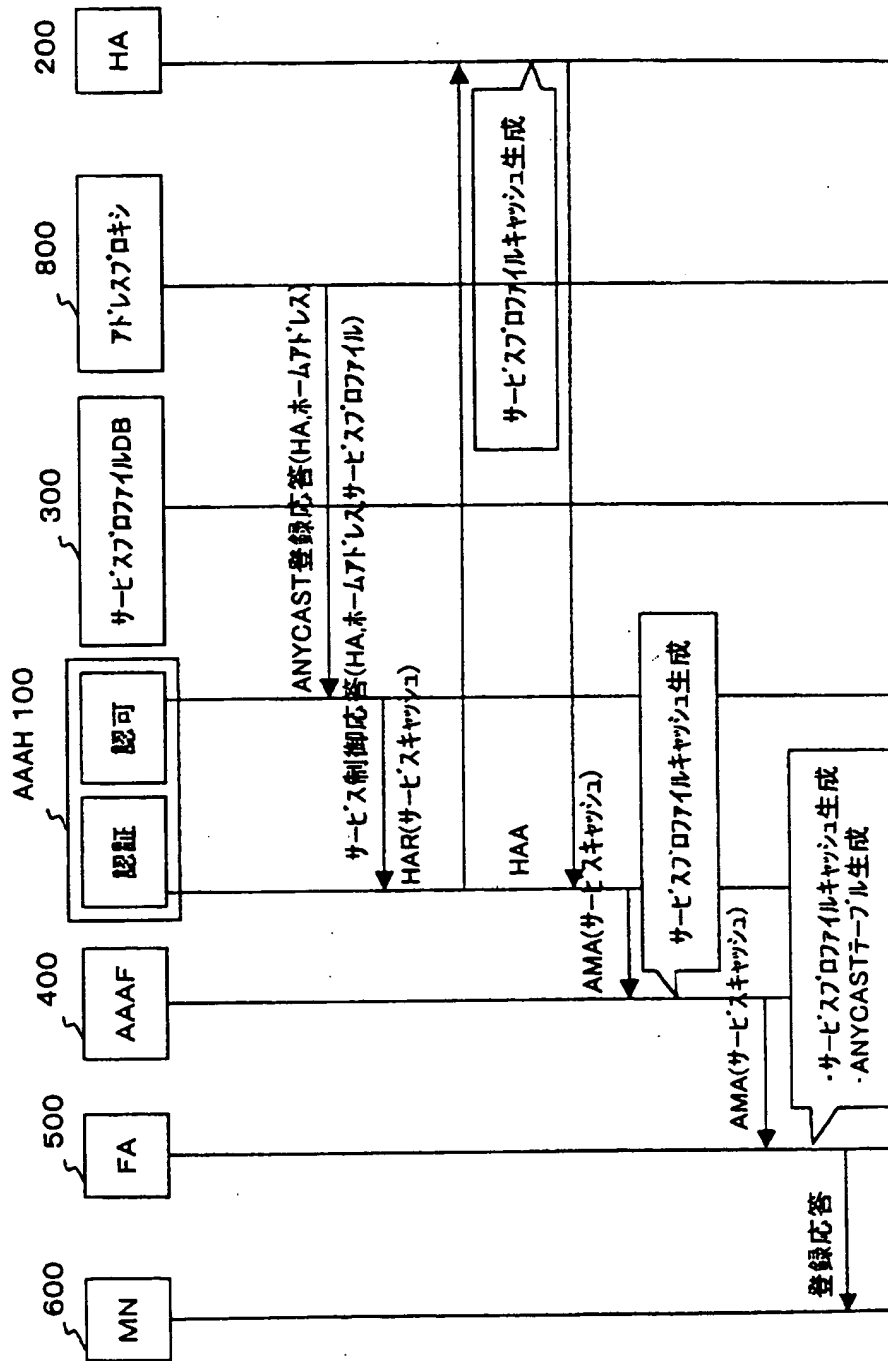 600
MN
500
FA
400
AAAF
AAAH 100
認証
認可
300
サービスプロファイルDB
800
アドレスプロキシ
200
HA
ANYCAST登録応答(HA,ホームアドレス)
サービス制御応答(HA,ホームアドレス,サービスプロファイル)
HAR(サービスキャッシュ)
サービスプロファイルキャッシュ生成
HAA
AMA(サービスキャッシュ)
サービスプロファイルキャッシュ生成
AMA(サービスキャッシュ)
・サービスプロファイルキャッシュ生成
・ANYCASTテーブル生成
登録応答